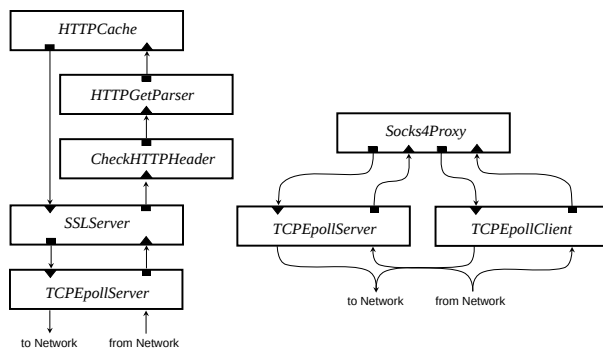 HTTPCache
HTTPGetParser
CheckHTTPHeader
SSLServer
TCPEpollServer
to Network
from Network
Socks4Proxy
TCPEpollServer
TCPEpollClient
to Network
from Network